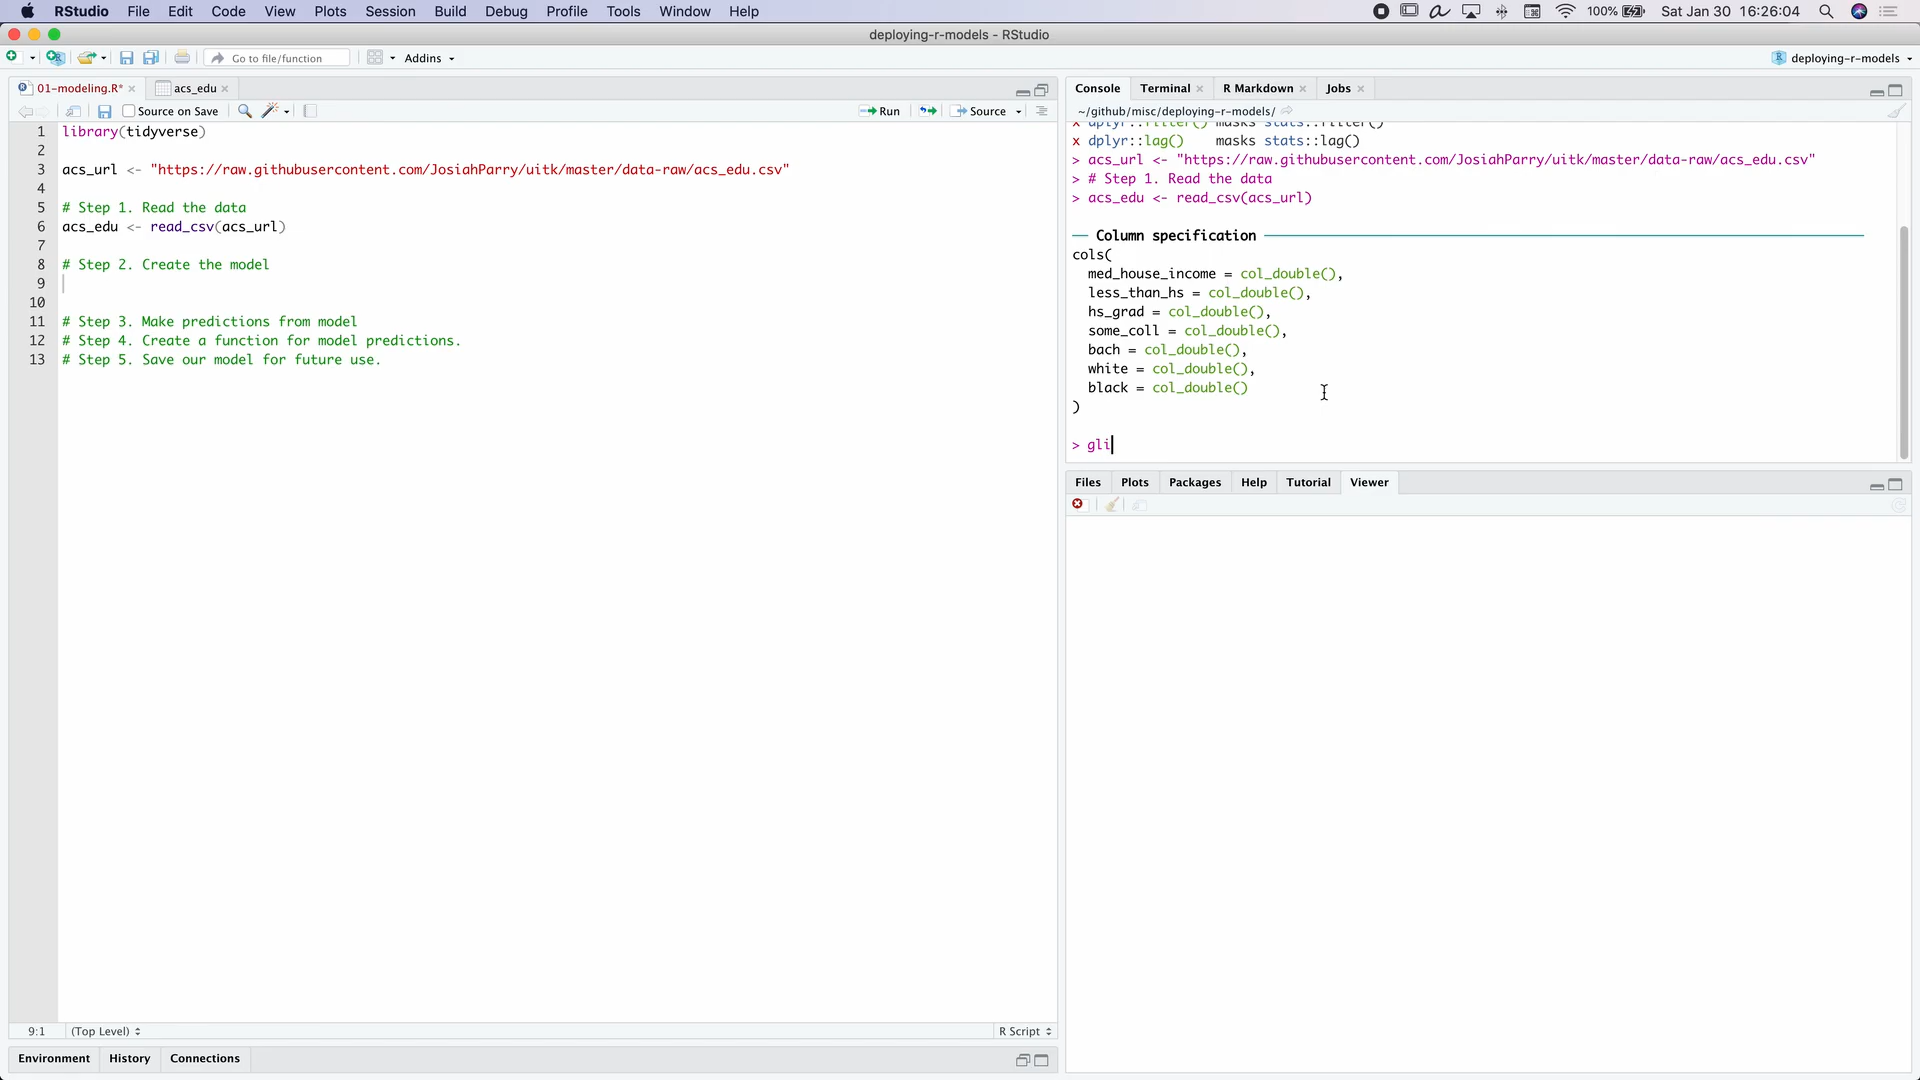 RStudio File Edit Code View Plots Session Build Debug Profile Tools Window Help 100% Sat Jan 30 16:26:04
deploying-r-models - RStudio
Go to file/function Addins deploying-r-models
01-modeling.R* acs_edu
Source on Save Run Source
1 library(tidyverse)
2
3 acs_url <- "https://raw.githubusercontent.com/JosiahParry/uitk/master/data-raw/acs_edu.csv"
4
5 # Step 1. Read the data
6 acs_edu <- read_csv(acs_url)
7
8 # Step 2. Create the model
9
10
11 # Step 3. Make predictions from model
12 # Step 4. Create a function for model predictions.
13 # Step 5. Save our model for future use.
9:1 (Top Level) R Script
Environment History Connections
Console Terminal R Markdown Jobs
~/github/misc/deploying-r-models/
x dplyr::filter() masks stats::filter()
x dplyr::lag() masks stats::lag()
> acs_url <- "https://raw.githubusercontent.com/JosiahParry/uitk/master/data-raw/acs_edu.csv"
> # Step 1. Read the data
> acs_edu <- read_csv(acs_url)
Column specification
cols(
med_house_income = col_double(),
less_than_hs = col_double(),
hs_grad = col_double(),
some_coll = col_double(),
bach = col_double(),
white = col_double(),
black = col_double()
)
> gli
Files Plots Packages Help Tutorial Viewer